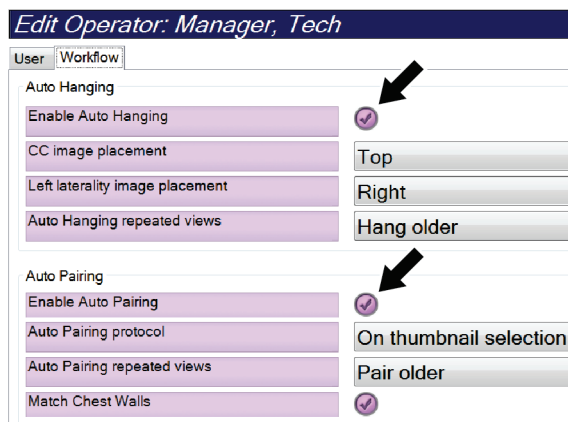 Edit Operator: Manager, Tech
User Workflow
Auto Hanging
Enable Auto Hanging
CC image placement Top
Left laterality image placement Right
Auto Hanging repeated views Hang older
Auto Pairing
Enable Auto Pairing
Auto Pairing protocol On thumbnail selection
Auto Pairing repeated views Pair older
Match Chest Walls